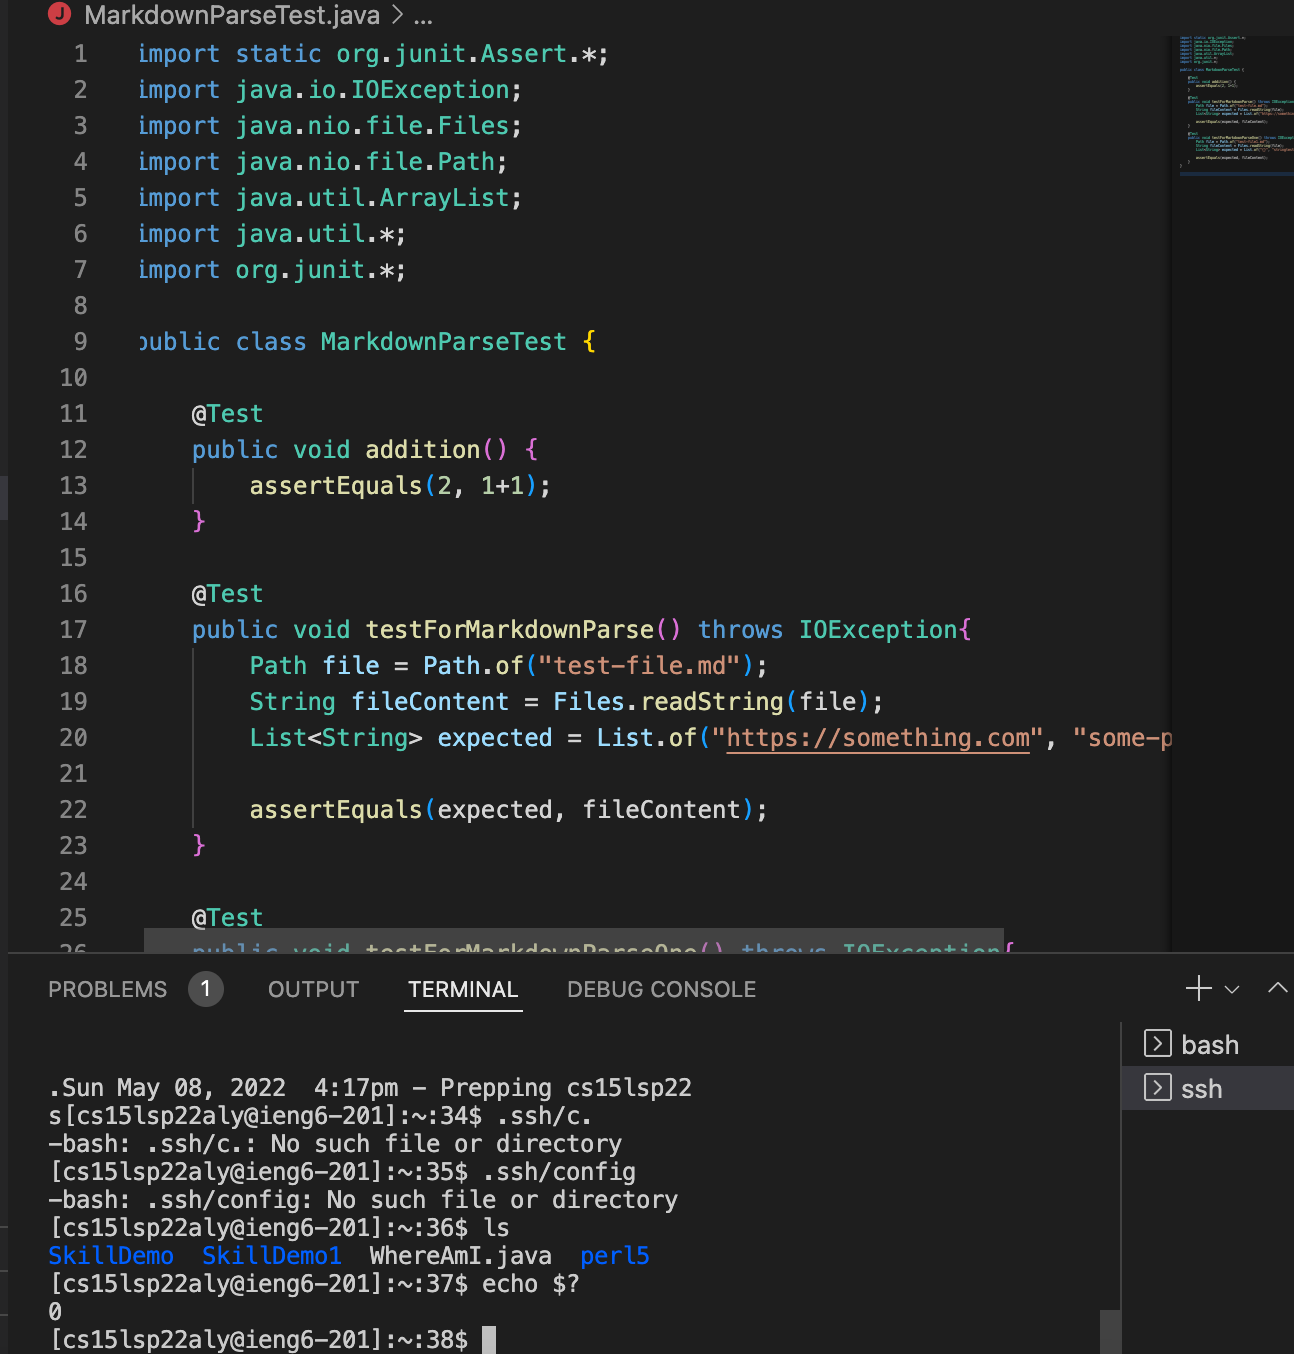 J MarkdownParseTest.java > ...
1 import static org.junit.Assert.*;
2 import java.io.IOException;
3 import java.nio.file.Files;
4 import java.nio.file.Path;
5 import java.util.ArrayList;
6 import java.util.*;
7 import org.junit.*;
8
9 public class MarkdownParseTest {
10
11     @Test
12     public void addition() {
13         assertEquals(2, 1+1);
14     }
15
16     @Test
17     public void testForMarkdownParse() throws IOException{
18         Path file = Path.of("test-file.md");
19         String fileContent = Files.readString(file);
20         List<String> expected = List.of("https://something.com", "some-p
21
22         assertEquals(expected, fileContent);
23     }
24
25     @Test
26     public void testForMarkdownParseOne() throws IOException{
PROBLEMS 1 OUTPUT TERMINAL DEBUG CONSOLE
bash
ssh
.Sun May 08, 2022  4:17pm - Prepping cs15lsp22
s[cs15lsp22aly@ieng6-201]:~:34$ .ssh/c.
-bash: .ssh/c.: No such file or directory
[cs15lsp22aly@ieng6-201]:~:35$ .ssh/config
-bash: .ssh/config: No such file or directory
[cs15lsp22aly@ieng6-201]:~:36$ ls
SkillDemo  SkillDemo1  WhereAmI.java  perl5
[cs15lsp22aly@ieng6-201]:~:37$ echo $?
0
[cs15lsp22aly@ieng6-201]:~:38$